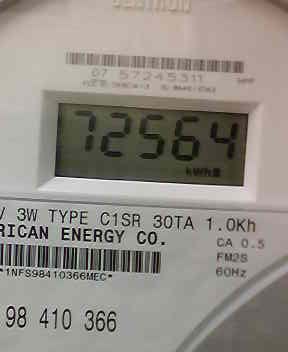 CENTRON
07 57245311
72564
kWh
V 3W TYPE C1SR 30TA 1.0Kh
RICAN ENERGY CO.
CA 0.5
*1NFS98410366MEC*
FM2S
60Hz
98 410 366